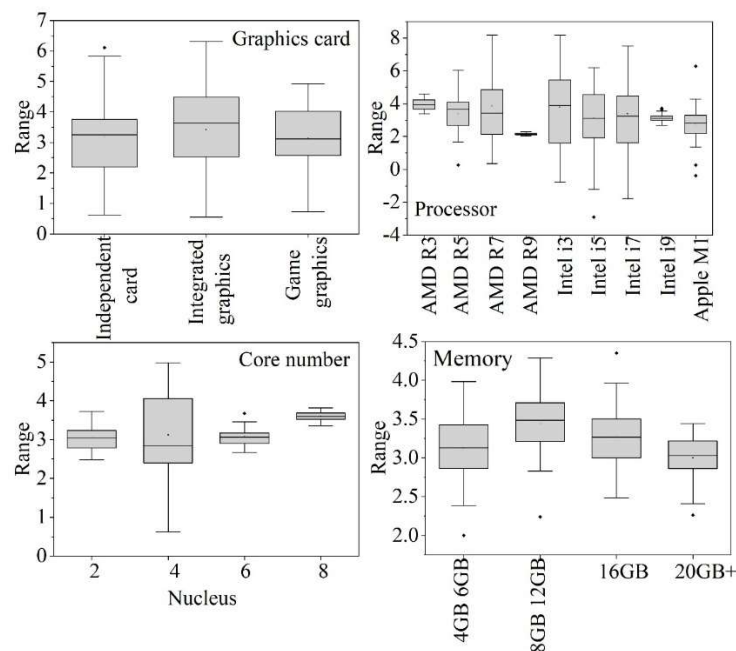 Graphics card
Range
7
6
5
4
3
2
1
0
Independent
card
Integrated
graphics
Game
graphics
Processor
Range
8
6
4
2
0
-2
-4
AMD R3
AMD R5
AMD R7
AMD R9
Intel i3
Intel i5
Intel i7
Intel i9
Apple M1
Core number
Range
5
4
3
2
1
0
2
4
6
8
Nucleus
Memory
Range
4.5
4.0
3.5
3.0
2.5
2.0
4GB 6GB
8GB 12GB
16GB
20GB+